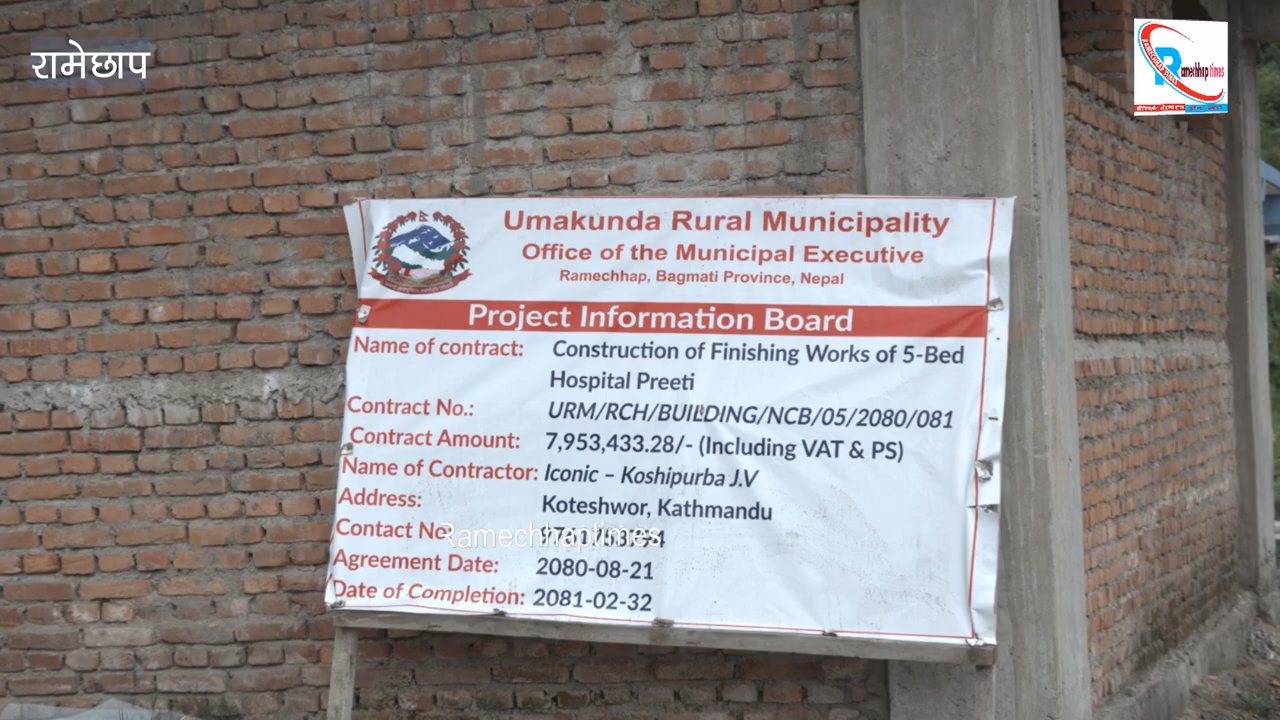 रामेछाप
Ramechhap times
Umakunda Rural Municipality
Office of the Municipal Executive
Ramechhap, Bagmati Province, Nepal
Project Information Board
Name of contract: Construction of Finishing Works of 5-Bed
Hospital Preeti
Contract No.: URM/RCH/BUILDING/NCB/05/2080/081
Contract Amount: 7,953,433.28/- (Including VAT & PS)
Name of Contractor: Iconic – Koshipurba J.V
Address: Koteshwor, Kathmandu
Contact No
Ramechhaptimes
Agreement Date: 2080-08-21
Date of Completion: 2081-02-32